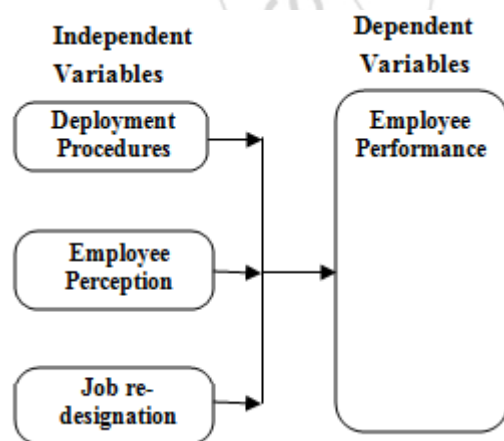 Independent
Variables
Dependent
Variables
Deployment
Procedures
Employee
Performance
Employee
Perception
Job re-
designation